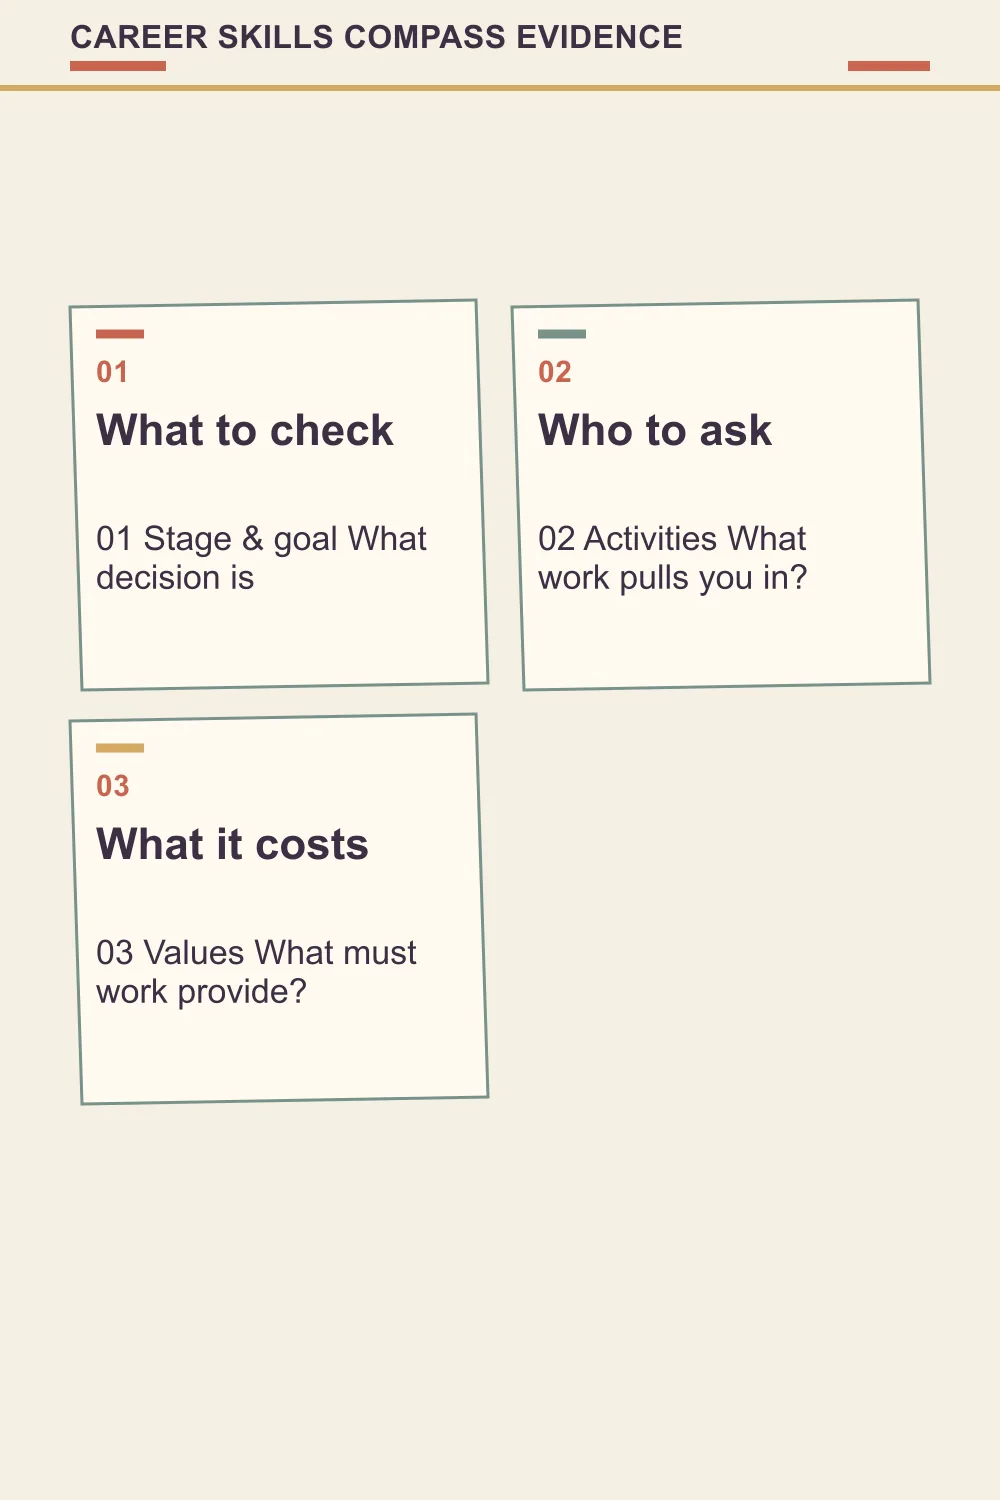 CAREER SKILLS COMPASS EVIDENCE
01
What to check
01 Stage & goal What
decision is
02
Who to ask
02 Activities What
work pulls you in?
03
What it costs
03 Values What must
work provide?